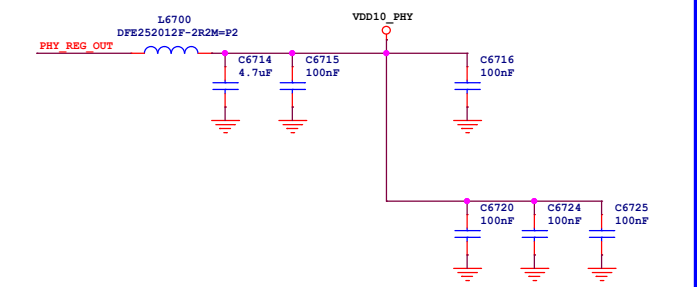 L6700
DFE252012F-2R2M=P2
VDD10_PHY
PHY_REG_OUT
C6714
4.7uF
C6715
100nF
C6716
100nF
C6720
100nF
C6724
100nF
C6725
100nF